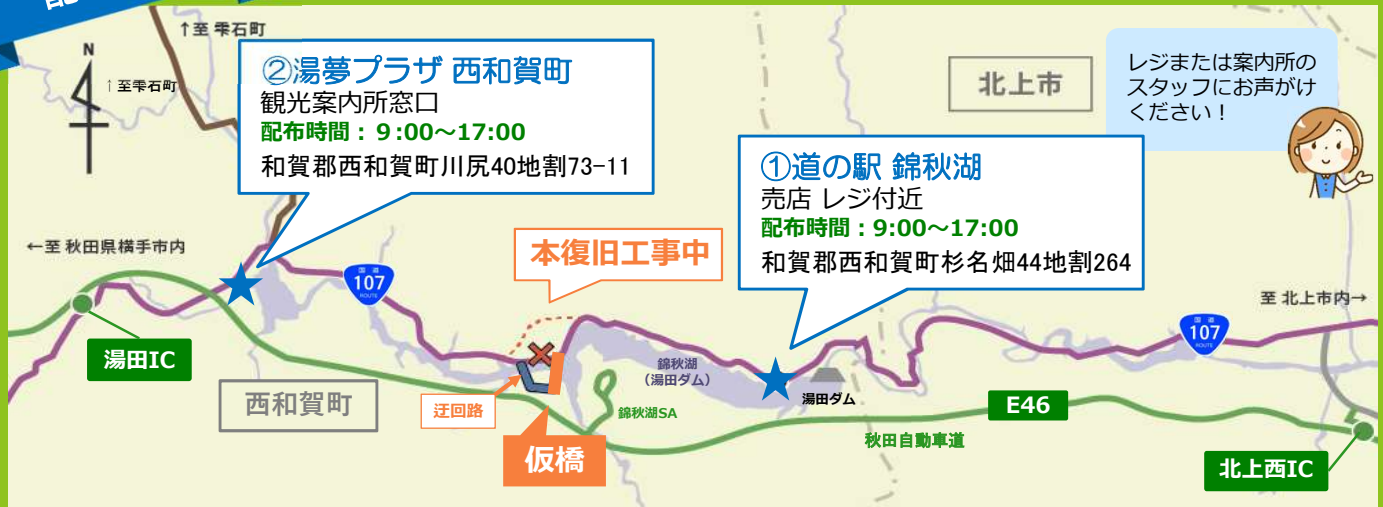 ↑至 雫石町
N
↑至雫石町
②湯夢プラザ 西和賀町
観光案内所窓口
配布時間：9:00～17:00
和賀郡西和賀町川尻40地割73-11
北上市
レジまたは案内所の
スタッフにお声がけ
ください！
①道の駅 錦秋湖
売店 レジ付近
配布時間：9:00～17:00
和賀郡西和賀町杉名畑44地割264
←至 秋田県横手市内
本復旧工事中
国道
107
ROUTE
至 北上市内→
国道
107
ROUTE
湯田IC
西和賀町
迂回路
仮橋
錦秋湖
（湯田ダム）
錦秋湖SA
湯田ダム
E46
秋田自動車道
北上西IC